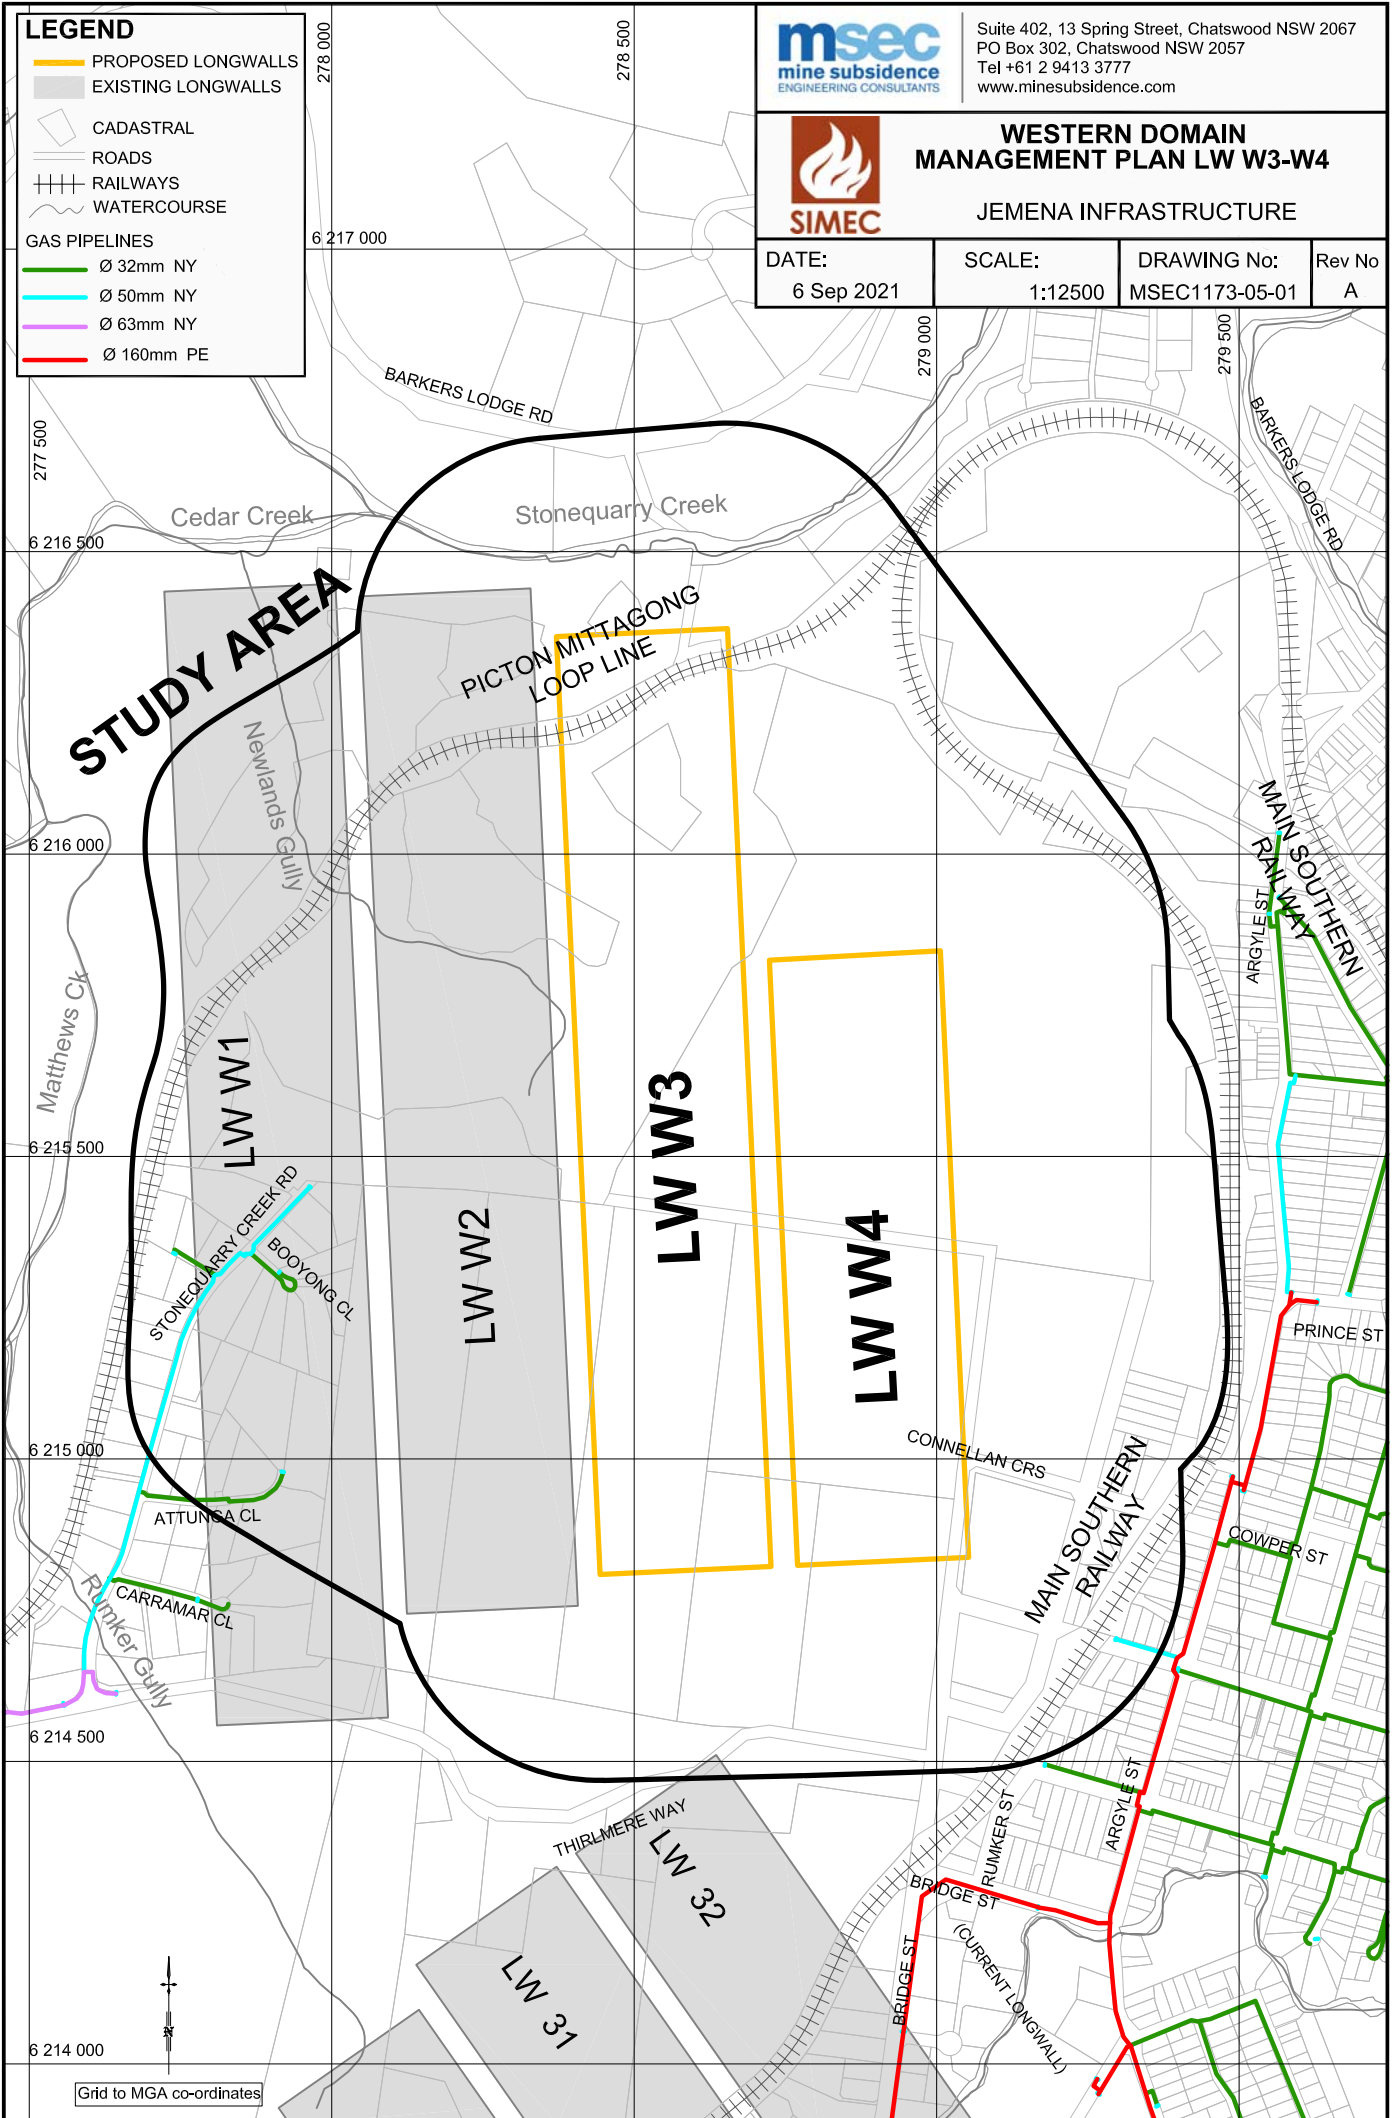 LEGEND
PROPOSED LONGWALLS
EXISTING LONGWALLS
CADASTRAL
ROADS
RAILWAYS
WATERCOURSE
GAS PIPELINES
Ø 32mm NY
Ø 50mm NY
Ø 63mm NY
Ø 160mm PE
msec
mine subsidence
ENGINEERING CONSULTANTS
Suite 402, 13 Spring Street, Chatswood NSW 2067
PO Box 302, Chatswood NSW 2057
Tel +61 2 9413 3777
www.minesubsidence.com
SIMEC
WESTERN DOMAIN
MANAGEMENT PLAN LW W3-W4
JEMENA INFRASTRUCTURE
DATE:
6 Sep 2021
SCALE:
1:12500
DRAWING No:
MSEC1173-05-01
Rev No
A
278 000
278 500
6 217 000
279 000
279 500
277 500
BARKERS LODGE RD
BARKERS LODGE RD
Cedar Creek
Stonequarry Creek
6 216 500
STUDY AREA
PICTON MITTAGONG
LOOP LINE
Newlands Gully
MAIN SOUTHERN
RAILWAY
6 216 000
ARGYLE ST
Matthews Ck
LW W1
LW W2
LW W3
LW W4
6 215 500
STONEQUARRY CREEK RD
BOOYONG CL
PRINCE ST
CONNELLAN CRS
6 215 000
MAIN SOUTHERN
RAILWAY
ATTUNGA CL
COWPER ST
CARRAMAR CL
Rumker Gully
6 214 500
THIRLMERE WAY
LW 32
RUMKER ST
ARGYLE ST
BRIDGE ST
BRIDGE ST
(CURRENT LONGWALL)
LW 31
N
6 214 000
Grid to MGA co-ordinates